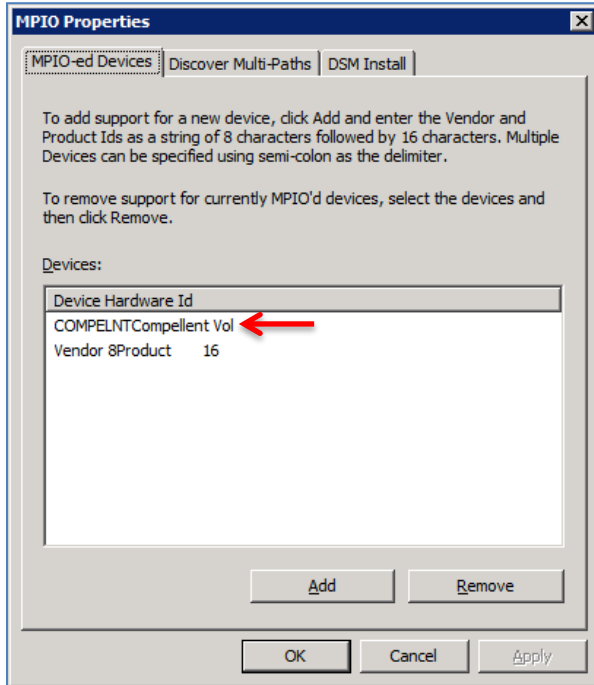 MPIO Properties
MPIO-ed Devices Discover Multi-Paths DSM Install
To add support for a new device, click Add and enter the Vendor and
Product Ids as a string of 8 characters followed by 16 characters. Multiple
Devices can be specified using semi-colon as the delimiter.
To remove support for currently MPIO'd devices, select the devices and
then click Remove.
Devices:
Device Hardware Id
COMPELNTCompellent Vol
Vendor 8Product 16
Add Remove
OK Cancel Apply